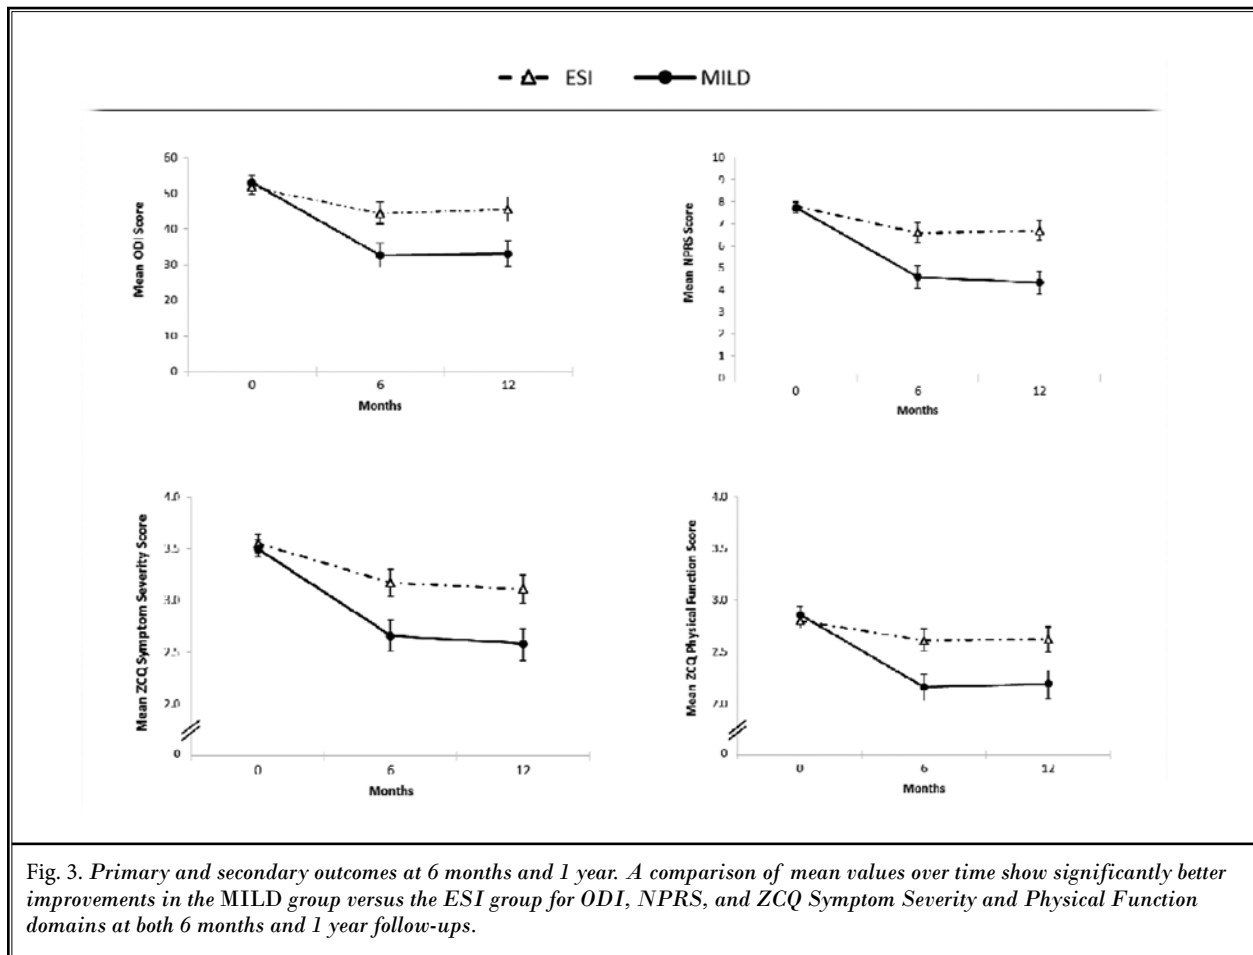 ESI MILD
60
50
40
30
20
10
0
Mean ODI Score
0 6 12
Months
10
9
8
7
6
5
4
3
2
1
0
Mean NPRS Score
0 6 12
Months
4.0
3.5
3.0
2.5
2.0
0
Mean ZCQ Symptom Severity Score
0 6 12
Months
4.0
3.5
3.0
2.5
2.0
0
Mean ZCQ Physical Function Score
0 6 12
Months
Fig. 3. Primary and secondary outcomes at 6 months and 1 year. A comparison of mean values over time show significantly better
improvements in the MILD group versus the ESI group for ODI, NPRS, and ZCQ Symptom Severity and Physical Function
domains at both 6 months and 1 year follow-ups.